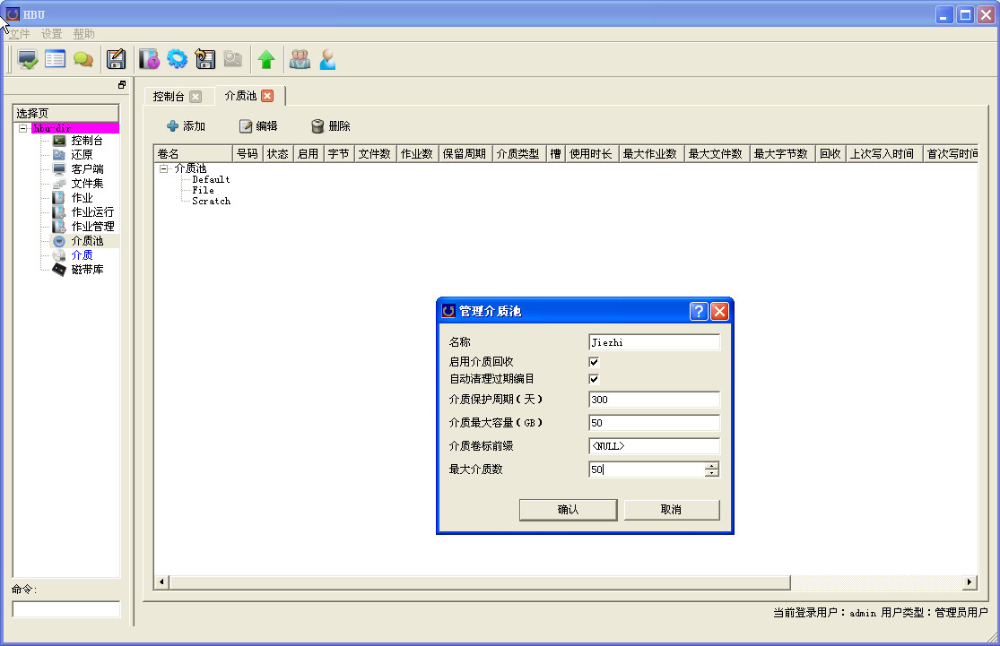 HBU
文件 设置 帮助
控制台 介质池
添加 编辑 删除
选择页
hbu-dir
控制台
还原
客户端
文件集
作业
作业运行
作业管理
介质池
介质
磁带库
命令:
卷名 号码 状态 启用 字节 文件数 作业数 保留周期 介质类型 槽 使用时长 最大作业数 最大文件数 最大字节数 回收 上次写入时间 首次写时间
介质池
Default
File
Scratch
管理介质池
名称 Jiezhi
启用介质回收
自动清理过期编目
介质保护周期(天) 300
介质最大容量(GB) 50
介质卷标前缀 <NULL>
最大介质数 50
确认 取消
当前登录用户：admin 用户类型：管理员用户